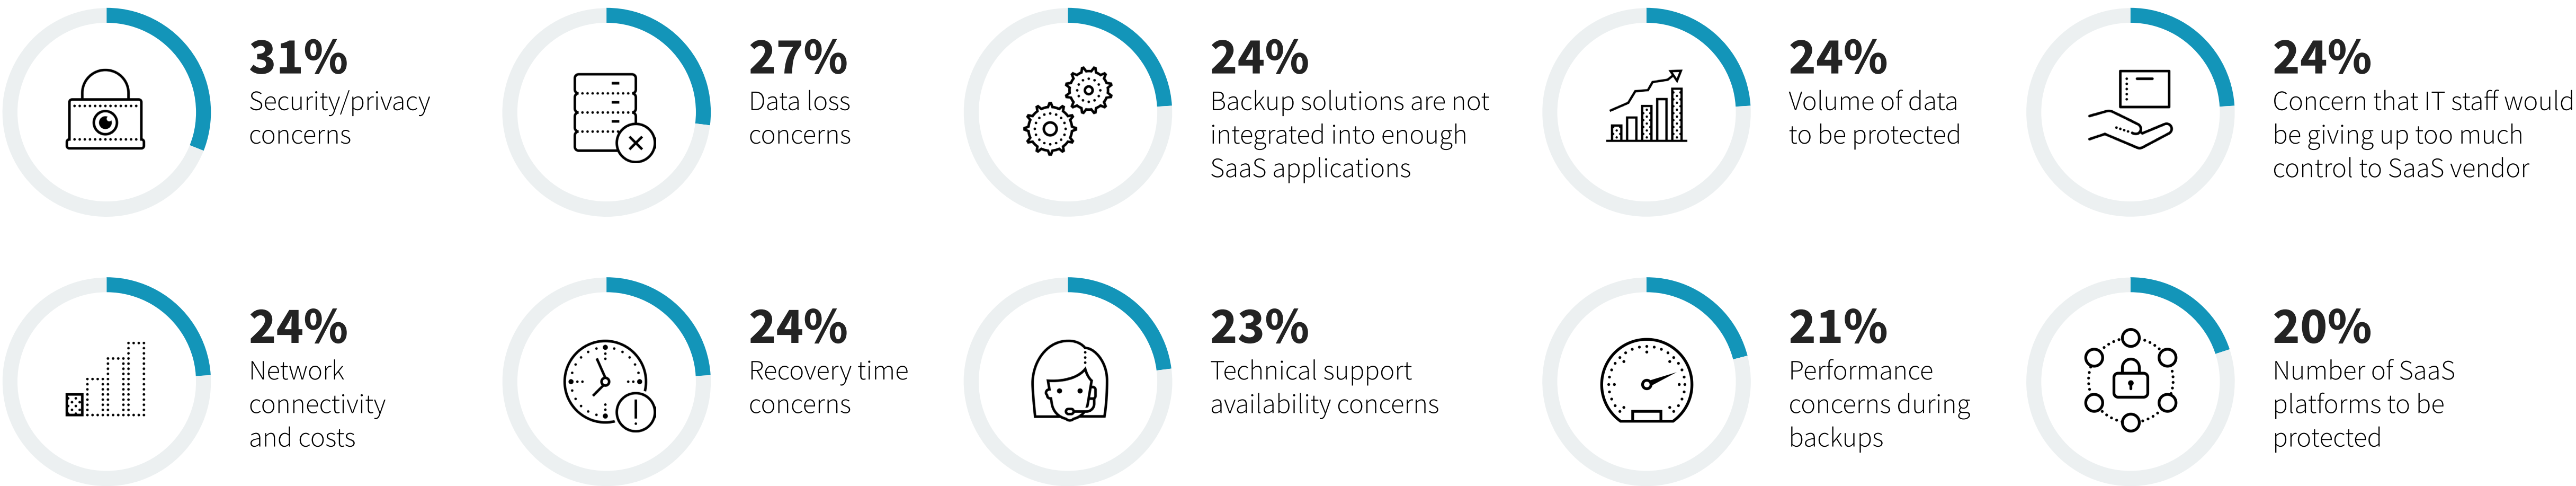 31%
Security/privacy
concerns
27%
Data loss
concerns
24%
Backup solutions are not
integrated into enough
SaaS applications
24%
Volume of data
to be protected
24%
Concern that IT staff would
be giving up too much
control to SaaS vendor
24%
Network
connectivity
and costs
24%
Recovery time
concerns
23%
Technical support
availability concerns
21%
Performance
concerns during
backups
20%
Number of SaaS
platforms to be
protected